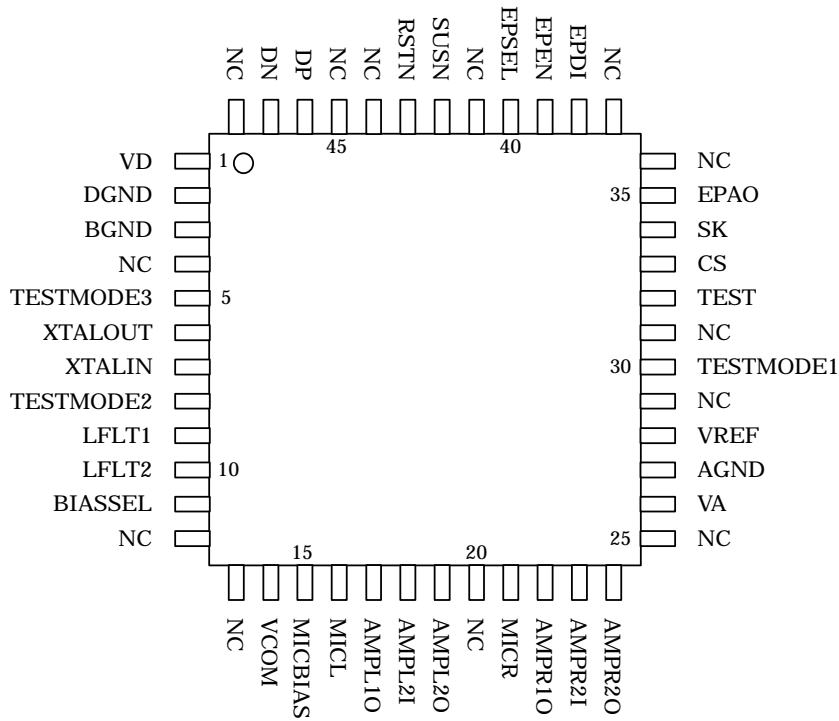 NC
DN
DP
NC
NC
RSTN
SUSN
NC
EPSEL
EPEN
EPDI
NC
45
40
VD
1
NC
DGND
35
EPAO
BGND
SK
NC
CS
TESTMODE3
5
TEST
XTALOUT
NC
XTALIN
30
TESTMODE1
TESTMODE2
NC
LFLT1
VREF
LFLT2
10
AGND
BIASSEL
VA
NC
15
20
25
NC
NC
VCOM
MICBIAS
MICL
AMPL1O
AMPL2I
AMPL2O
NC
MICR
AMPR1O
AMPR2I
AMPR2O